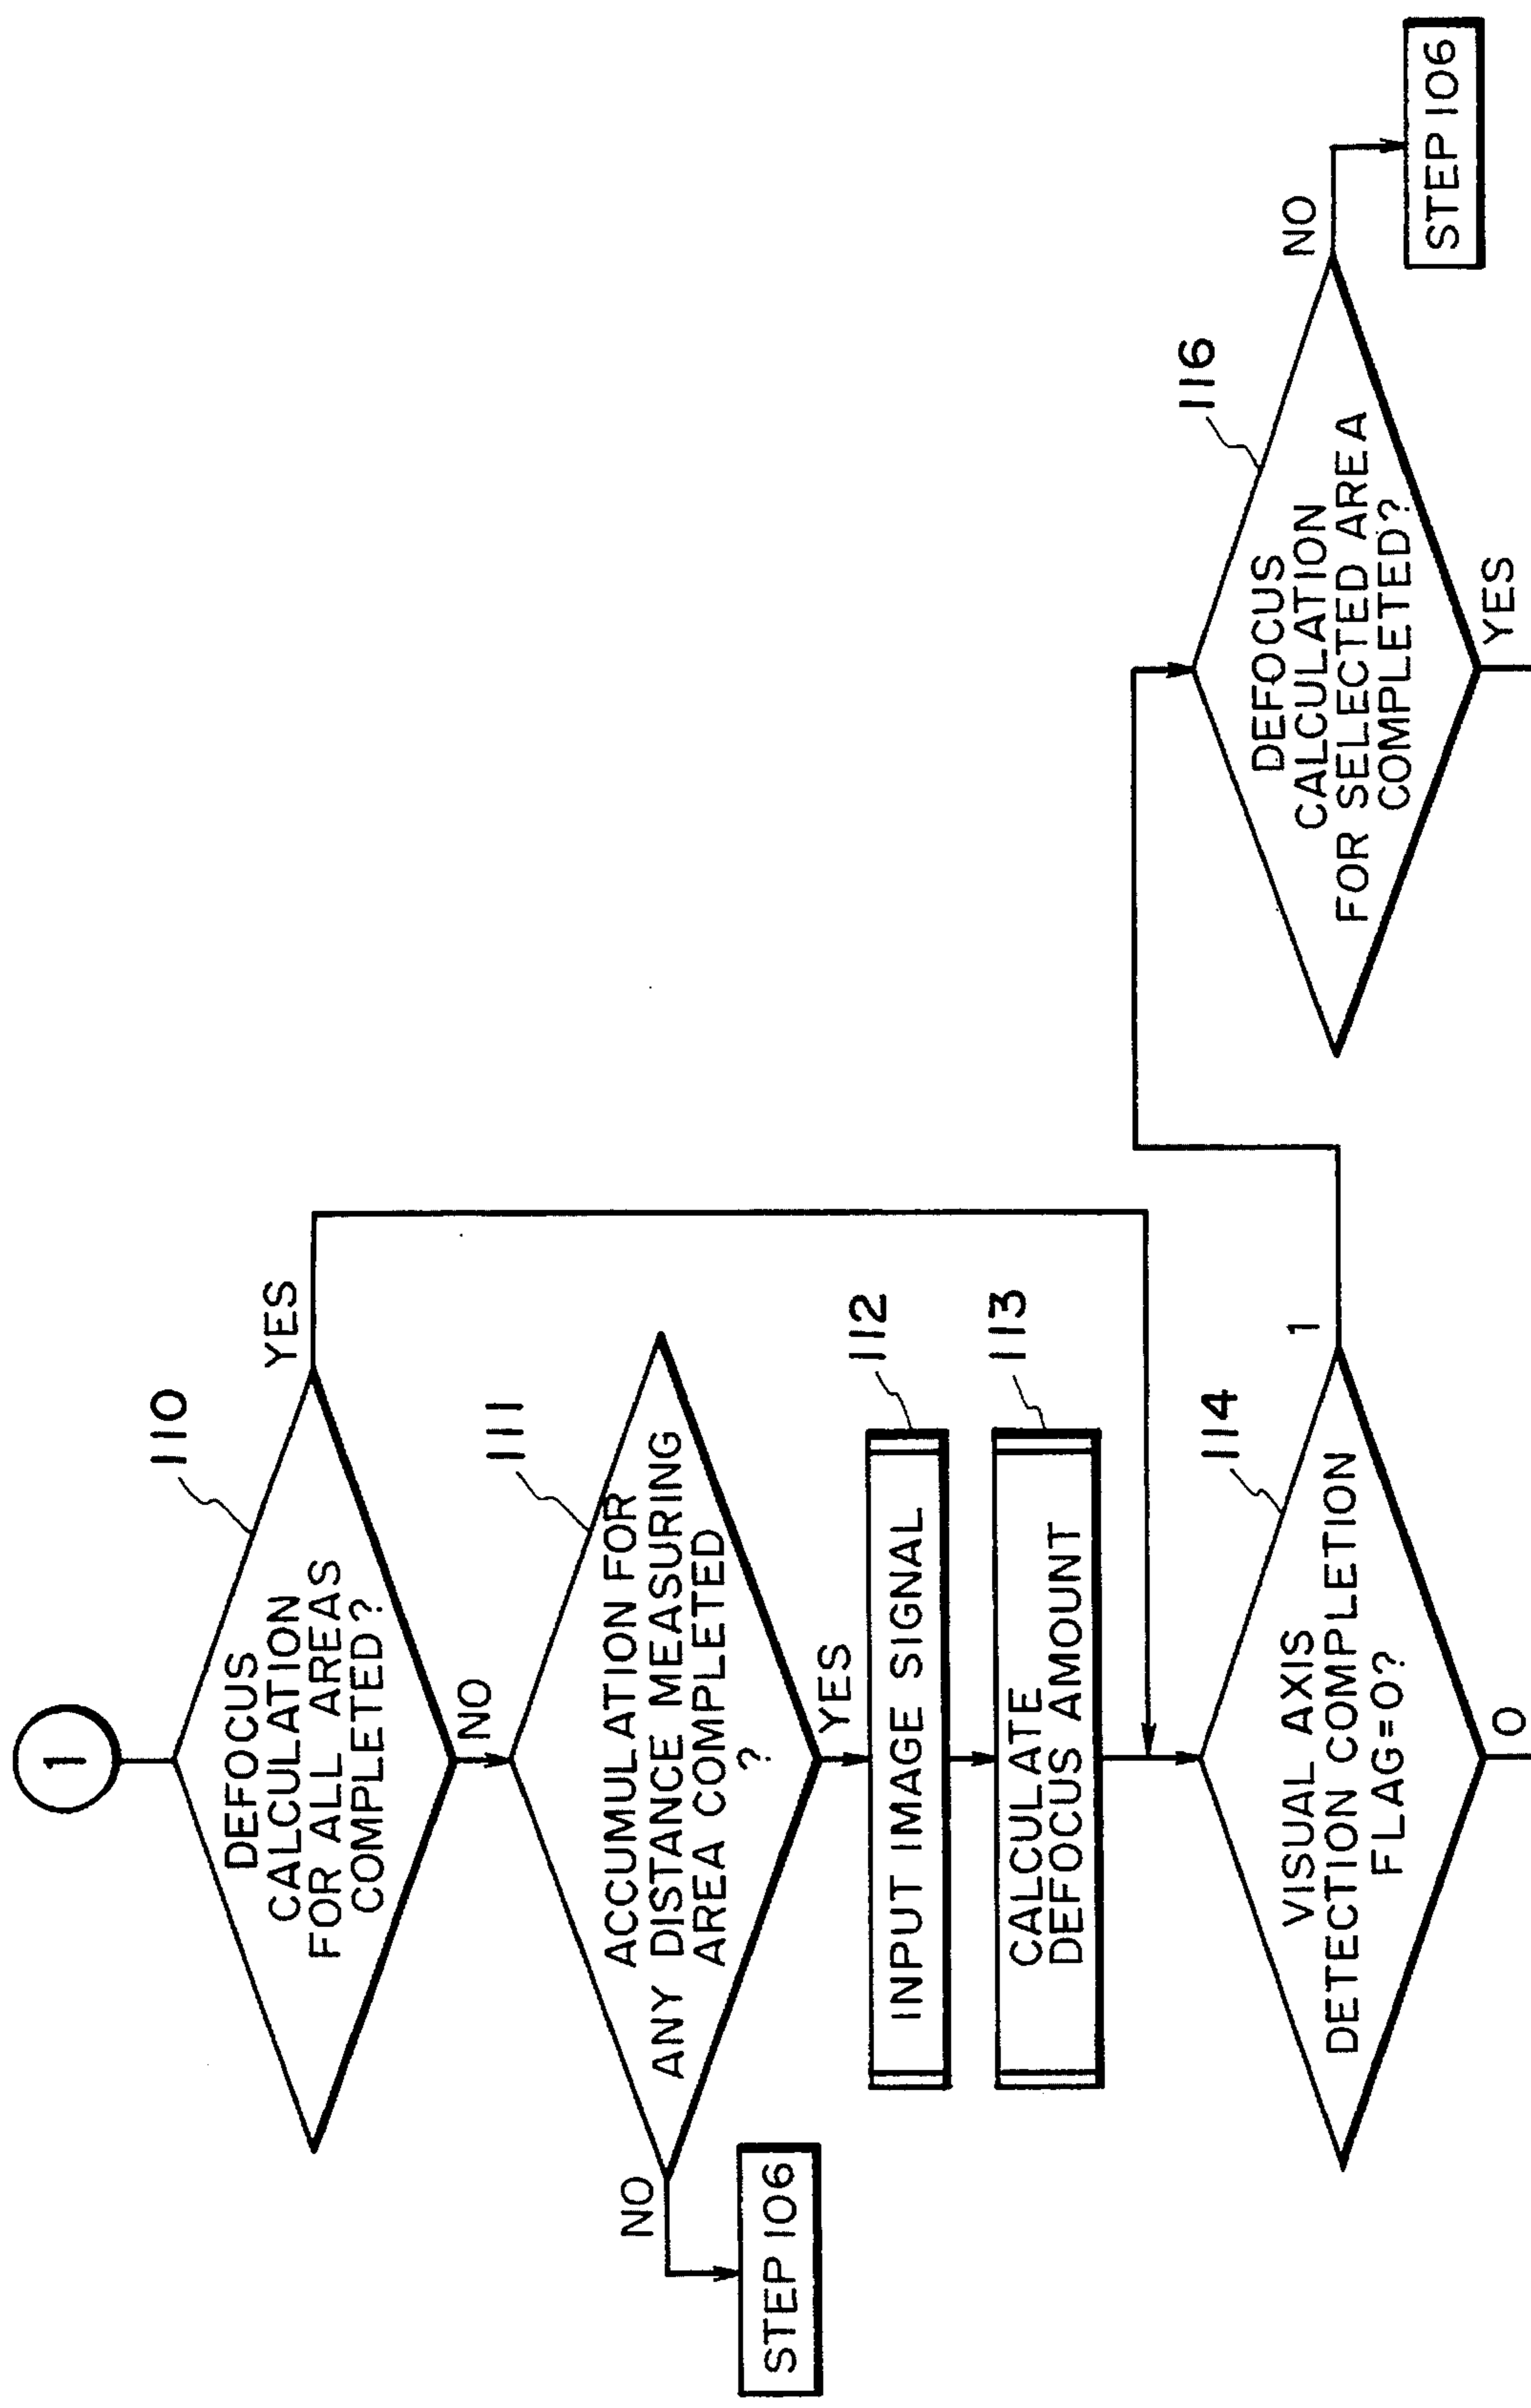 1
110
DEFOCUS
CALCULATION
FOR ALL AREAS
COMPLETED?
YES
NO
111
ACCUMULATION FOR
ANY DISTANCE MEASURING
AREA COMPLETED
?
NO
STEP 106
YES
112
INPUT IMAGE SIGNAL
113
CALCULATE
DEFOCUS AMOUNT
114
VISUAL AXIS
DETECTION COMPLETION
FLAG=0?
1
0
116
DEFOCUS
CALCULATION
FOR SELECTED AREA
COMPLETED?
NO
STEP 106
YES